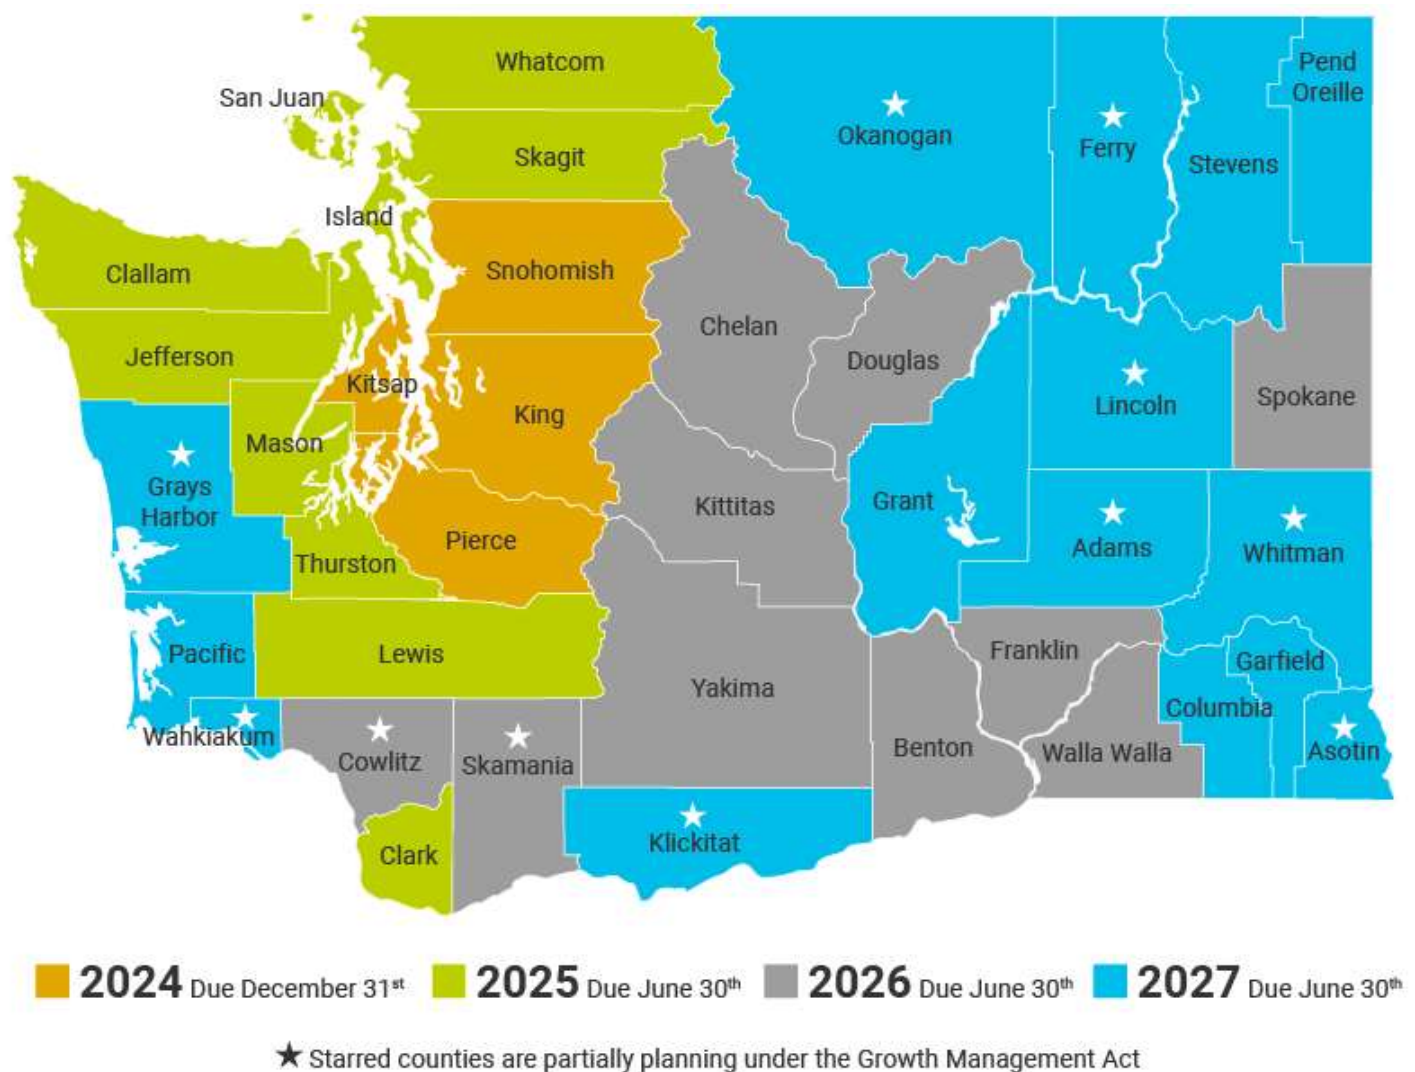 Whatcom
Pend
Oreille
San Juan
Okanogan
Ferry
Skagit
Stevens
Island
Snohomish
Clallam
Chelan
Jefferson
Douglas
Kitsap
Spokane
Lincoln
King
Mason
Grays
Harbor
Grant
Kittitas
Pierce
Adams
Whitman
Thurston
Franklin
Pacific
Lewis
Garfield
Yakima
Columbia
Wahkiakum
Benton
Asotin
Walla Walla
Cowlitz
Skamania
Klickitat
Clark
2024 Due December 31st 2025 Due June 30th 2026 Due June 30th 2027 Due June 30th
★ Starred counties are partially planning under the Growth Management Act